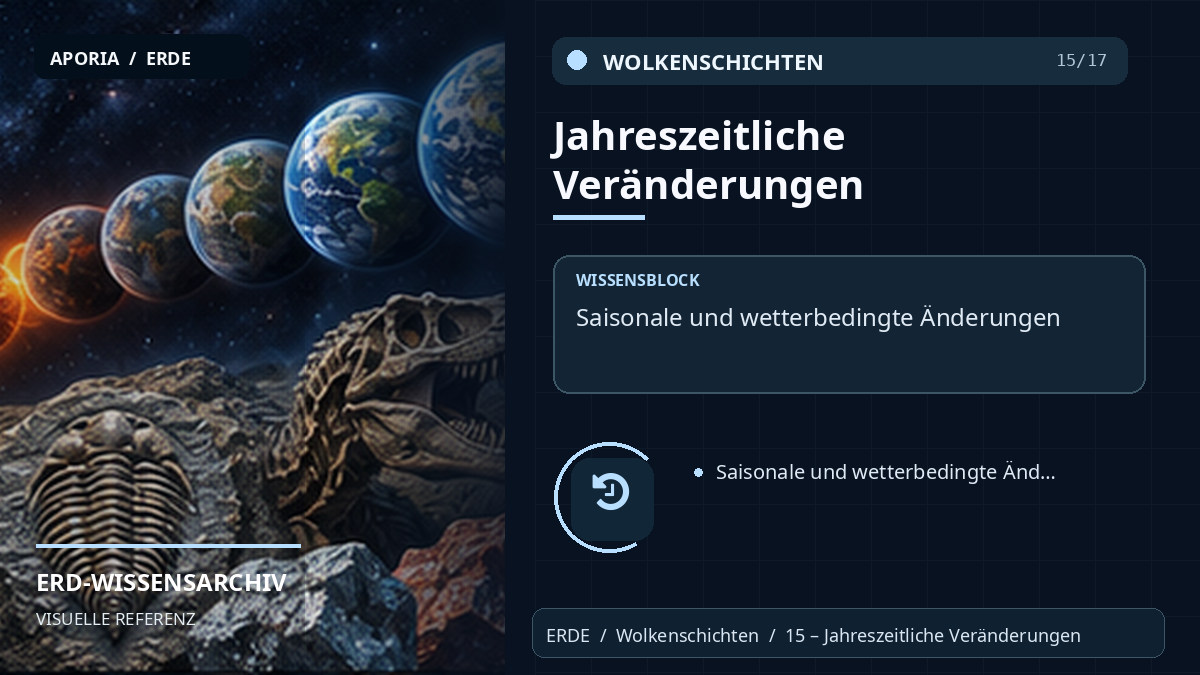 APORIA / ERDE
ERD-WISSENSARCHIV
VISUELLE REFERENZ
WOLKENSCHICHTEN
15/17
Jahreszeitliche
Veränderungen
WISSENSBLOCK
Saisonale und wetterbedingte Änderungen
Saisonale und wetterbedingte Änd…
ERDE / Wolkenschichten / 15 – Jahreszeitliche Veränderungen